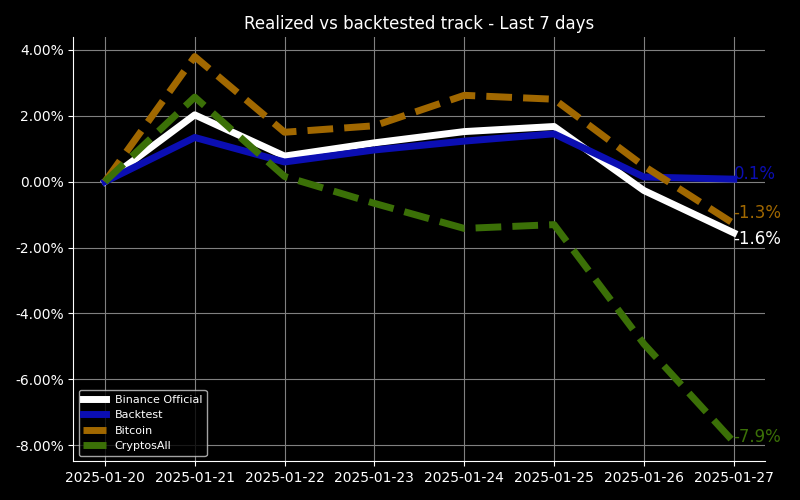 Realized vs backtested track - Last 7 days
4.00%
2.00%
0.00%
-2.00%
-4.00%
-6.00%
-8.00%
0.1%
-1.3%
-1.6%
-7.9%
Binance Official
Backtest
Bitcoin
CryptosAll
2025-01-20 2025-01-21 2025-01-22 2025-01-23 2025-01-24 2025-01-25 2025-01-26 2025-01-27